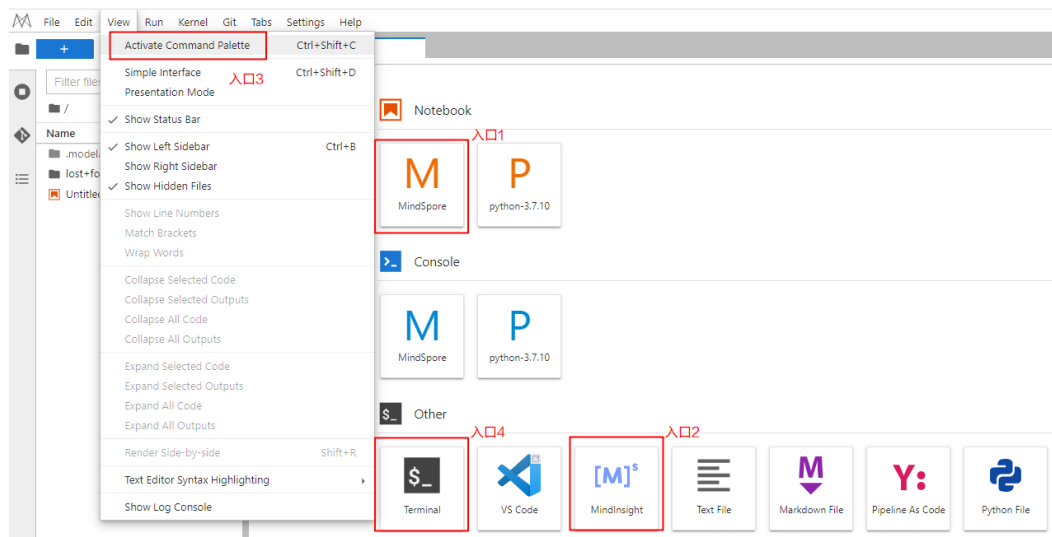 File Edit View Run Kernel Git Tabs Settings Help
+
Activate Command Palette Ctrl+Shift+C
Simple Interface Ctrl+Shift+D
入口3
Presentation Mode
Show Status Bar
Show Left Sidebar Ctrl+B
Show Right Sidebar
Show Hidden Files
Show Line Numbers
Match Brackets
Wrap Words
Collapse Selected Code
Collapse Selected Outputs
Collapse All Code
Collapse All Outputs
Expand Selected Code
Expand Selected Outputs
Expand All Code
Expand All Outputs
Render Side-by-side Shift+R
Text Editor Syntax Highlighting
Show Log Console
Filter file
/
Name
.model
lost+fo
Untitled
Notebook
入口1
M P
MindSpore python-3.7.10
Console
M P
MindSpore python-3.7.10
$_ Other
入口4 入口2
$_ [M]s M Y:
Terminal VS Code MindInsight Text File Markdown File Pipeline As Code Python File